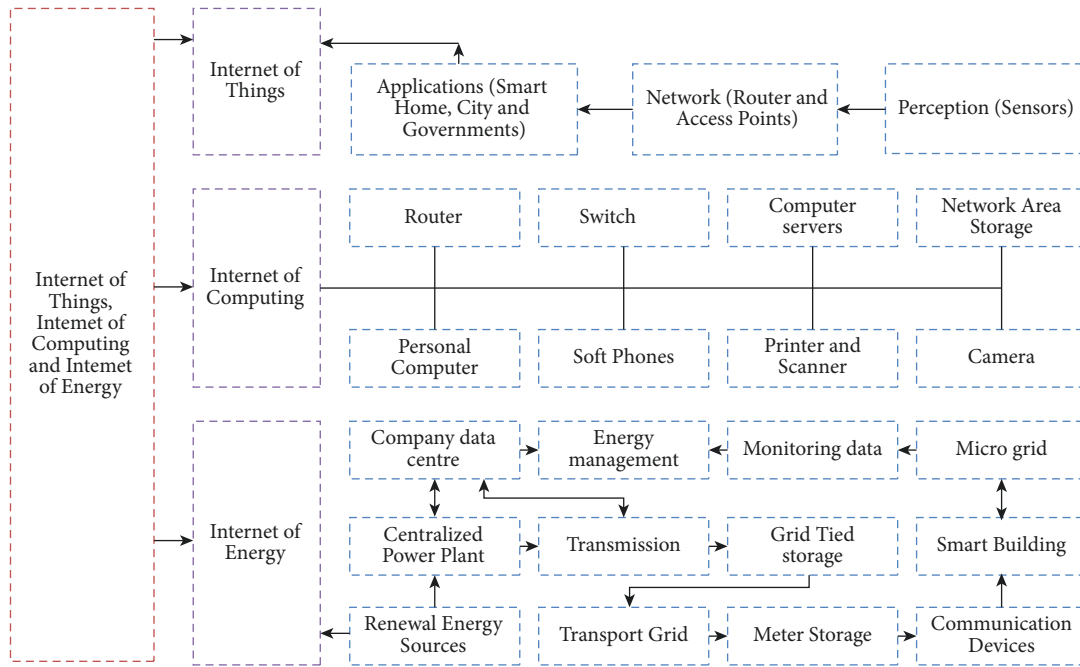 Internet of
Things,
Intemet of
Computing
and Intemet
of Energy
Internet of
Things
Applications (Smart
Home, City and
Governments)
Network (Router and
Access Points)
Perception (Sensors)
Internet of
Computing
Router
Switch
Computer
servers
Network Area
Storage
Personal
Computer
Soft Phones
Printer and
Scanner
Camera
Internet of
Energy
Company data
centre
Energy
management
Monitoring data
Micro grid
Centralized
Power Plant
Transmission
Grid Tied
storage
Smart Building
Renewal Energy
Sources
Transport Grid
Meter Storage
Communication
Devices